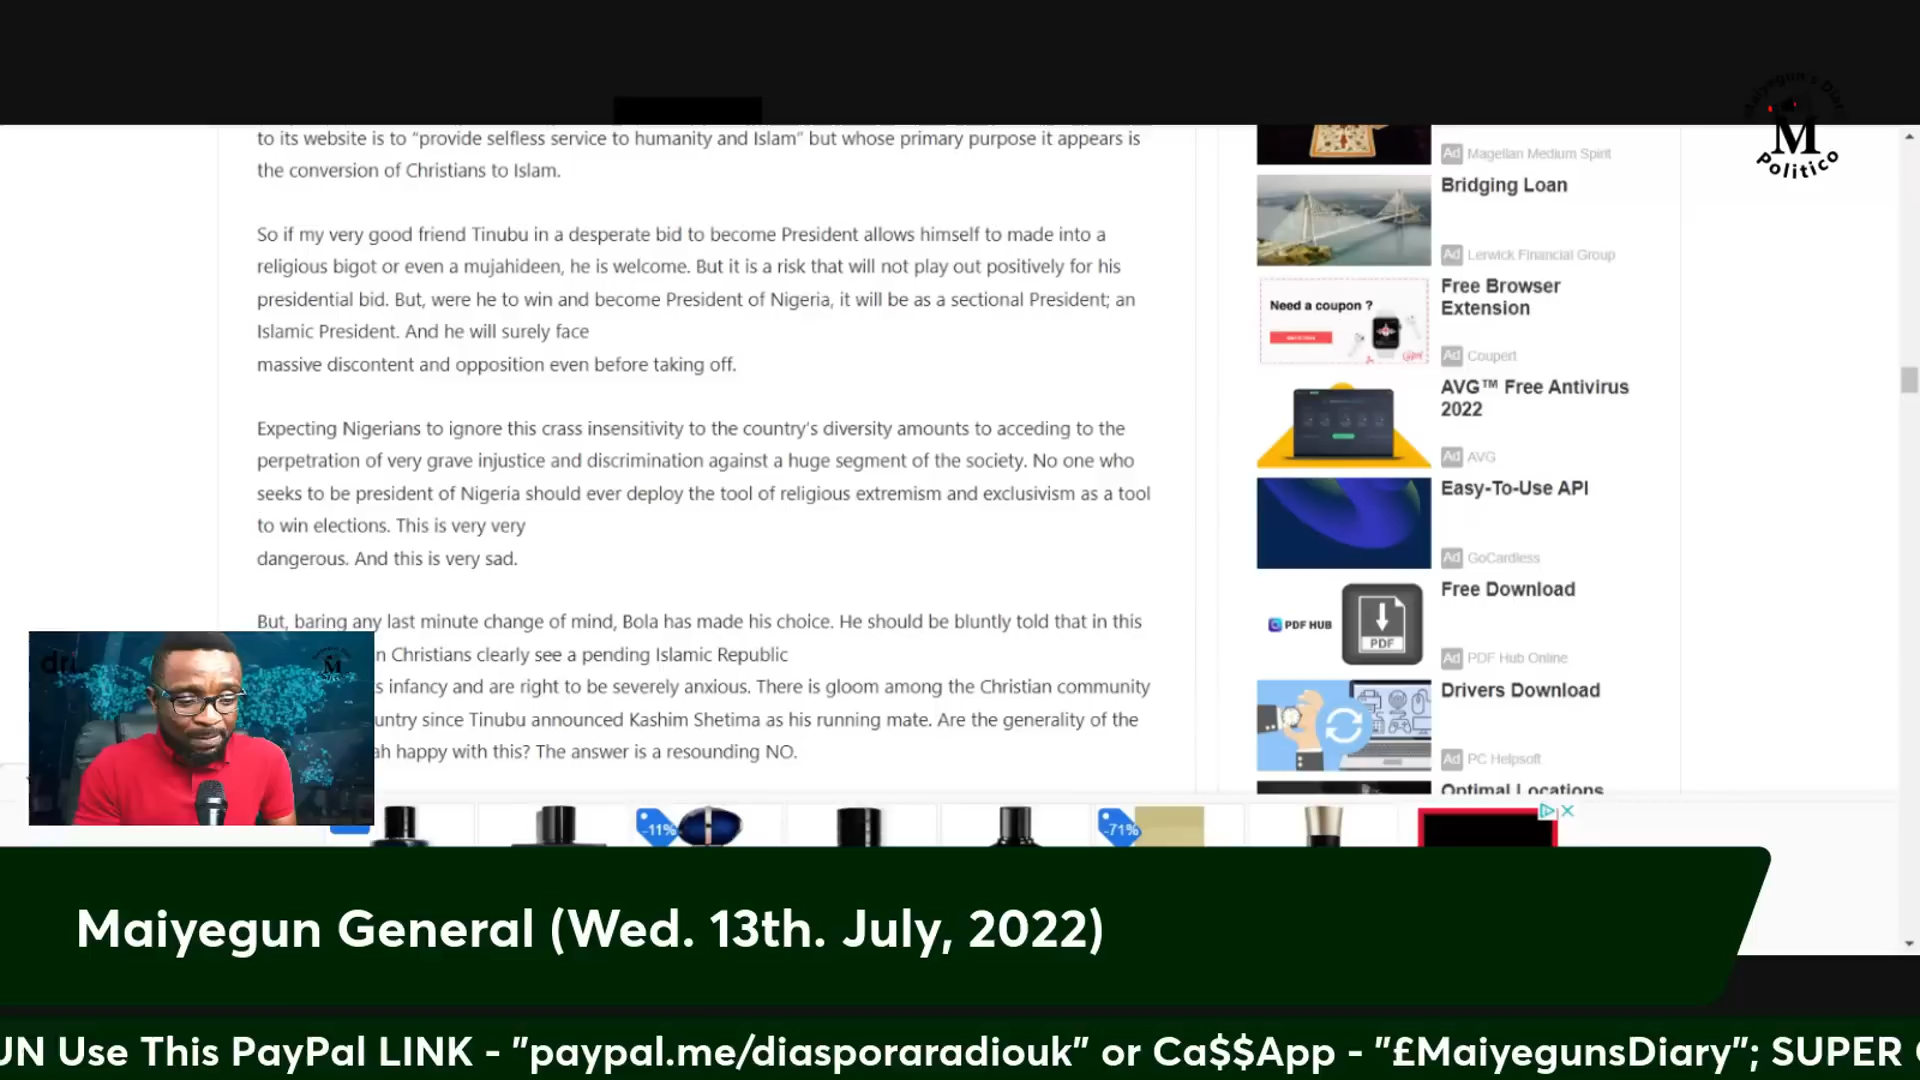 to its website is to “provide selfless service to humanity and Islam” but whose primary purpose it appears is
the conversion of Christians to Islam.
So if my very good friend Tinubu in a desperate bid to become President allows himself to made into a
religious bigot or even a mujahideen, he is welcome. But it is a risk that will not play out positively for his
presidential bid. But, were he to win and become President of Nigeria, it will be as a sectional President; an
Islamic President. And he will surely face
massive discontent and opposition even before taking off.
Expecting Nigerians to ignore this crass insensitivity to the country’s diversity amounts to acceding to the
perpetration of very grave injustice and discrimination against a huge segment of the society. No one who
seeks to be president of Nigeria should ever deploy the tool of religious extremism and exclusivism as a tool
to win elections. This is very very
dangerous. And this is very sad.
But, baring any last minute change of mind, Bola has made his choice. He should be bluntly told that in this
n Christians clearly see a pending Islamic Republic
s infancy and are right to be severely anxious. There is gloom among the Christian community
untry since Tinubu announced Kashim Shetima as his running mate. Are the generality of the
ah happy with this? The answer is a resounding NO.
Ad Magellan Medium Spirit
Bridging Loan
Ad Lerwick Financial Group
Need a coupon ?
Free Browser
Extension
Ad Coupert
AVG™ Free Antivirus
2022
Ad AVG
Easy-To-Use API
Ad GoCardless
Free Download
PDF HUB
PDF
Ad PDF Hub Online
Drivers Download
Ad PC Helpsoft
Optimal Locations
M
Politico
-11%
-71%
Maiyegun General (Wed. 13th. July, 2022)
UN Use This PayPal LINK - ”paypal.me/diasporaradiouk” or Ca$$App - ”£MaiyegunsDiary”; SUPER